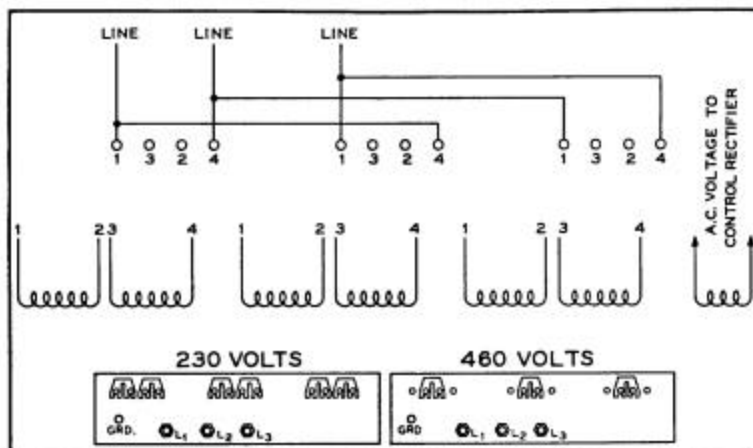 LINE LINE LINE
A.C. VOLTAGE TO
CONTROL RECTIFIER
1 3 2 4 1 3 2 4 1 3 2 4
1 2 3 4 1 2 3 4 1 2 3 4
230 VOLTS 460 VOLTS
GRD. L1 L2 L3 GRD L1 L2 L3